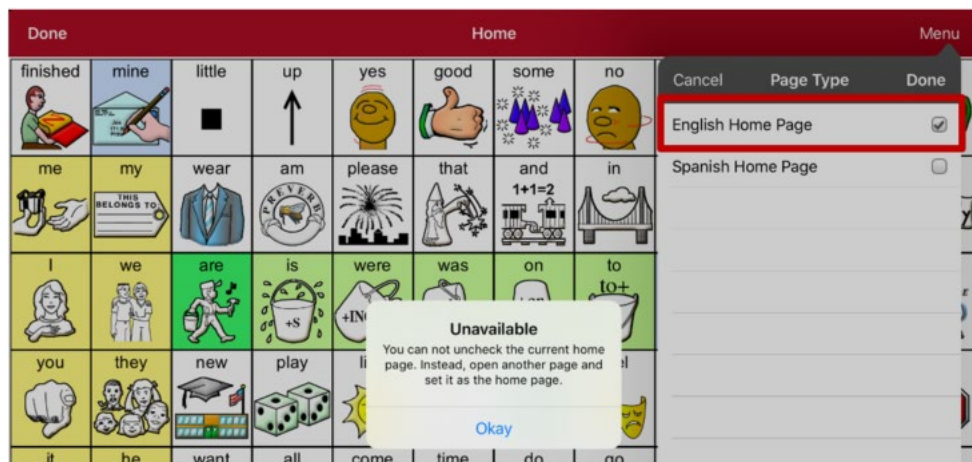 Done Home Menu
finished mine little up yes good some no
Cancel Page Type Done
English Home Page
me my wear am please that and in
THIS BELONGS TO:
PREVERB
1+1=2
Spanish Home Page
I we are is were was on to
+S
to+
Unavailable
You can not uncheck the current home
page. Instead, open another page and
set it as the home page.
Okay
you they new play
it he want all come time do go